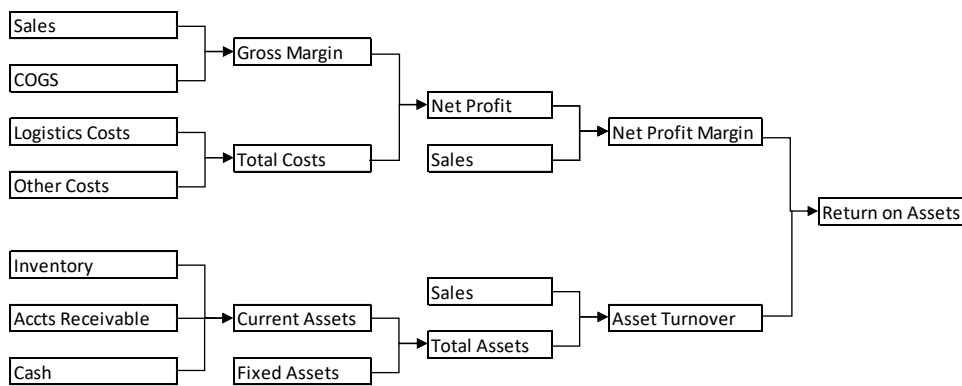 Sales
Gross Margin
COGS
Net Profit
Logistics Costs
Net Profit Margin
Total Costs
Sales
Other Costs
Return on Assets
Inventory
Sales
Accts Receivable
Current Assets
Asset Turnover
Total Assets
Cash
Fixed Assets